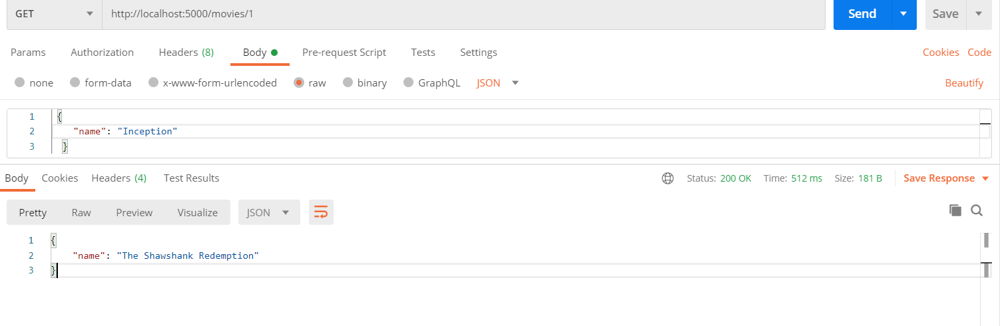 GET http://localhost:5000/movies/1 Send Save
Params Authorization Headers (8) Body Pre-request Script Tests Settings Cookies Code
none form-data x-www-form-urlencoded raw binary GraphQL JSON Beautify
1 {
2 "name": "Inception"
3 }
Body Cookies Headers (4) Test Results Status: 200 OK Time: 512 ms Size: 181 B Save Response
Pretty Raw Preview Visualize JSON
1 {
2 "name": "The Shawshank Redemption"
3 }